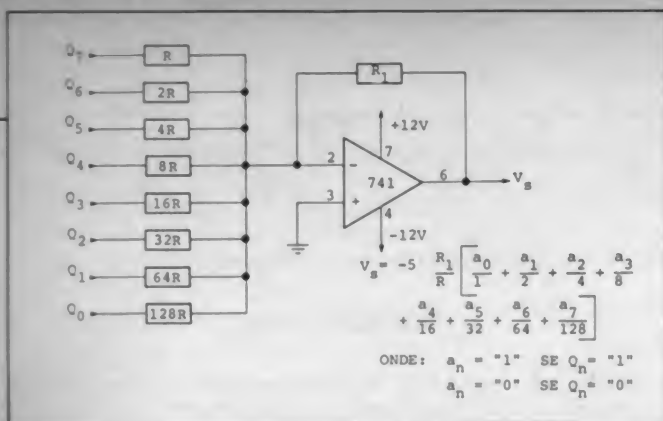 Q7 R
Q6 2R
Q5 4R
Q4 8R
Q3 16R
Q2 32R
Q1 64R
Q0 128R
R1
+12V
7
2 -
741
6
Vs
3 +
4
-12V
Vs = -5 R1/R [ a0/1 + a1/2 + a2/4 + a3/8
+ a4/16 + a5/32 + a6/64 + a7/128 ]
ONDE: an = "1" SE Qn = "1"
an = "0" SE Qn = "0"